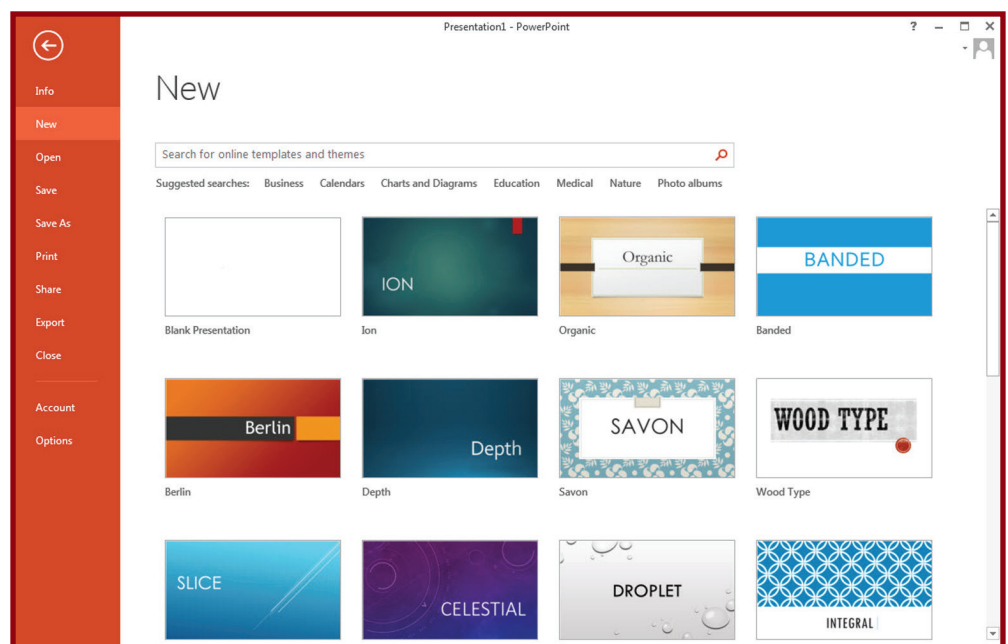 Presentation1 - PowerPoint
?
Info
New
Open
Save
Save As
Print
Share
Export
Close
Account
Options
New
Search for online templates and themes
Suggested searches: Business Calendars Charts and Diagrams Education Medical Nature Photo albums
ION
Organic
BANDED
Blank Presentation Ion Organic Banded
Berlin
Depth
SAVON
WOOD TYPE
Berlin Depth Savon Wood Type
SLICE
CELESTIAL
DROPLET
INTEGRAL